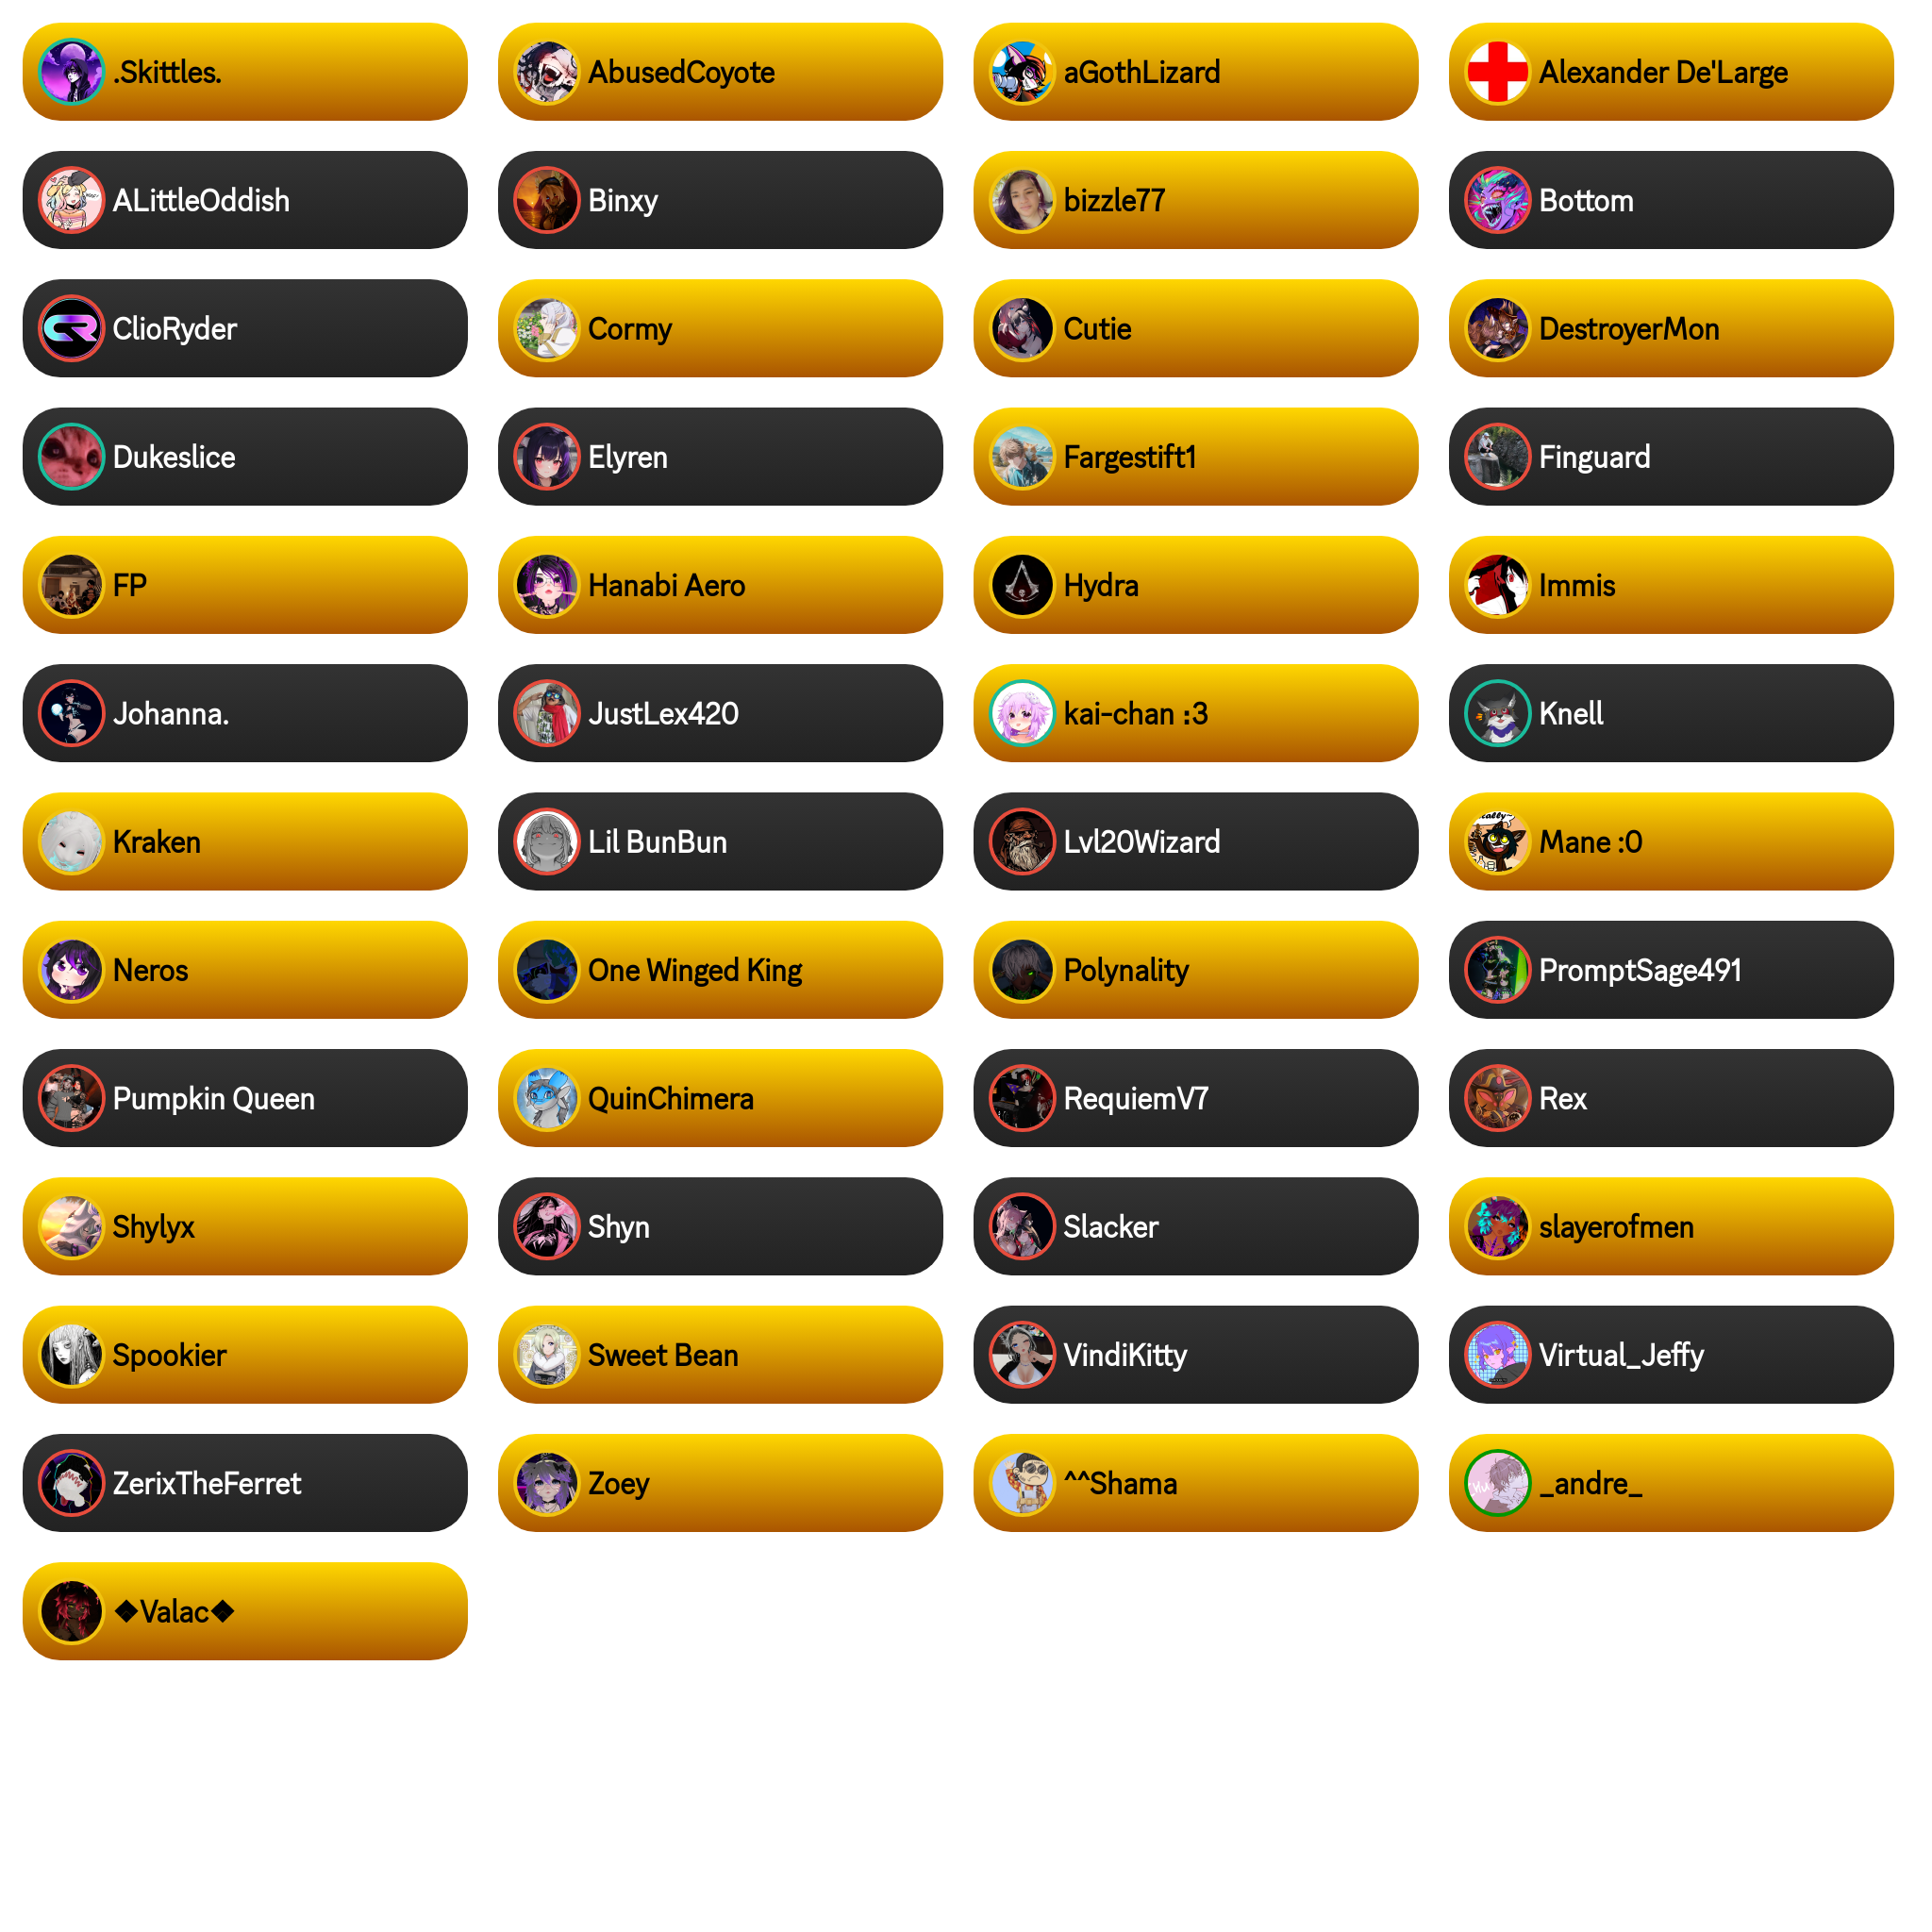 .Skittles.
AbusedCoyote
aGothLizard
Alexander De'Large
ALittleOddish
Binxy
bizzle77
Bottom
ClioRyder
Cormy
Cutie
DestroyerMon
Dukeslice
Elyren
Fargestift1
Finguard
FP
Hanabi Aero
Hydra
Immis
Johanna.
JustLex420
kai-chan :3
Knell
Kraken
Lil BunBun
Lvl20Wizard
Mane :0
Neros
One Winged King
Polynality
PromptSage491
Pumpkin Queen
QuinChimera
RequiemV7
Rex
Shylyx
Shyn
Slacker
slayerofmen
Spookier
Sweet Bean
VindiKitty
Virtual_Jeffy
ZerixTheFerret
Zoey
^^Shama
_andre_
❖Valac❖